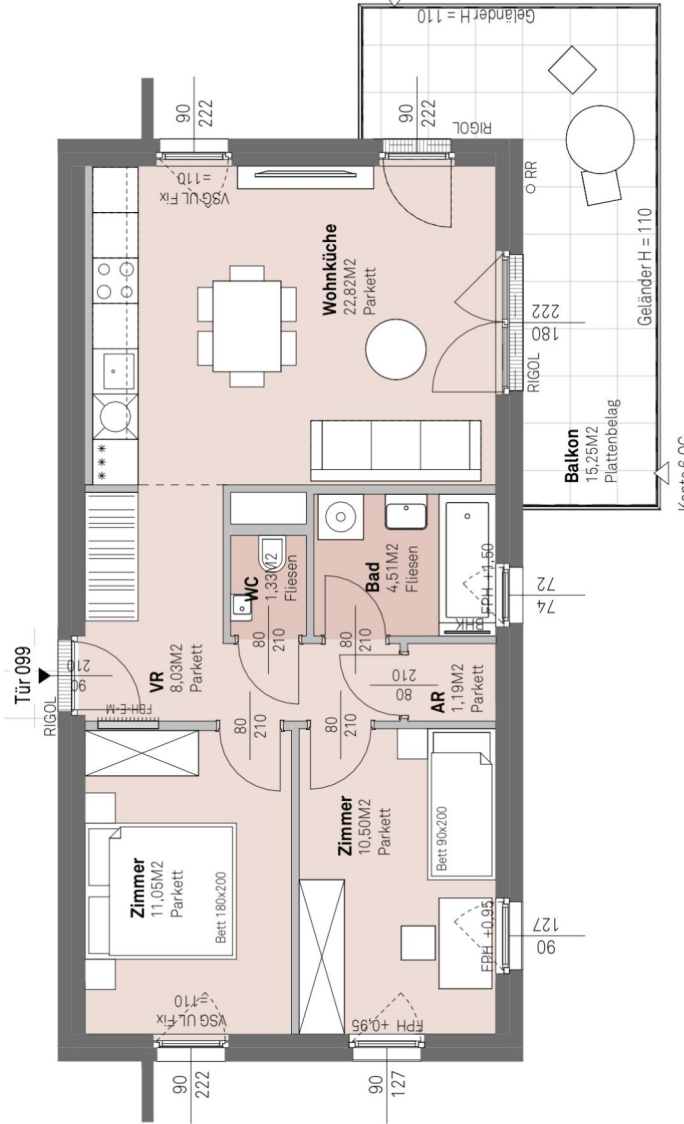 Geländer H = 110
90
222
90
222
RIGOL
VSG UL Fix
=110
RR
Wohnküche
22,82M2
Parkett
Geländer H = 110
222
180
RIGOL
Balkon
15,25M2
Plattenbelag
***
WC
1,33M2
Fliesen
Bad
4,51M2
Fliesen
FPH +1,50
72
74
BHK
Tür 099
210
90
RIGOL
VR
8,03M2
Parkett
FBH-E-M
80
210
80
210
210
80
AR
1,19M2
Parkett
80
210
80
210
Zimmer
11,05M2
Parkett
Bett 180x200
Zimmer
10,50M2
Parkett
Bett 90x200
FPH +0,95
127
90
VSG UL Fix
=110
FPH +0,95
90
222
90
127